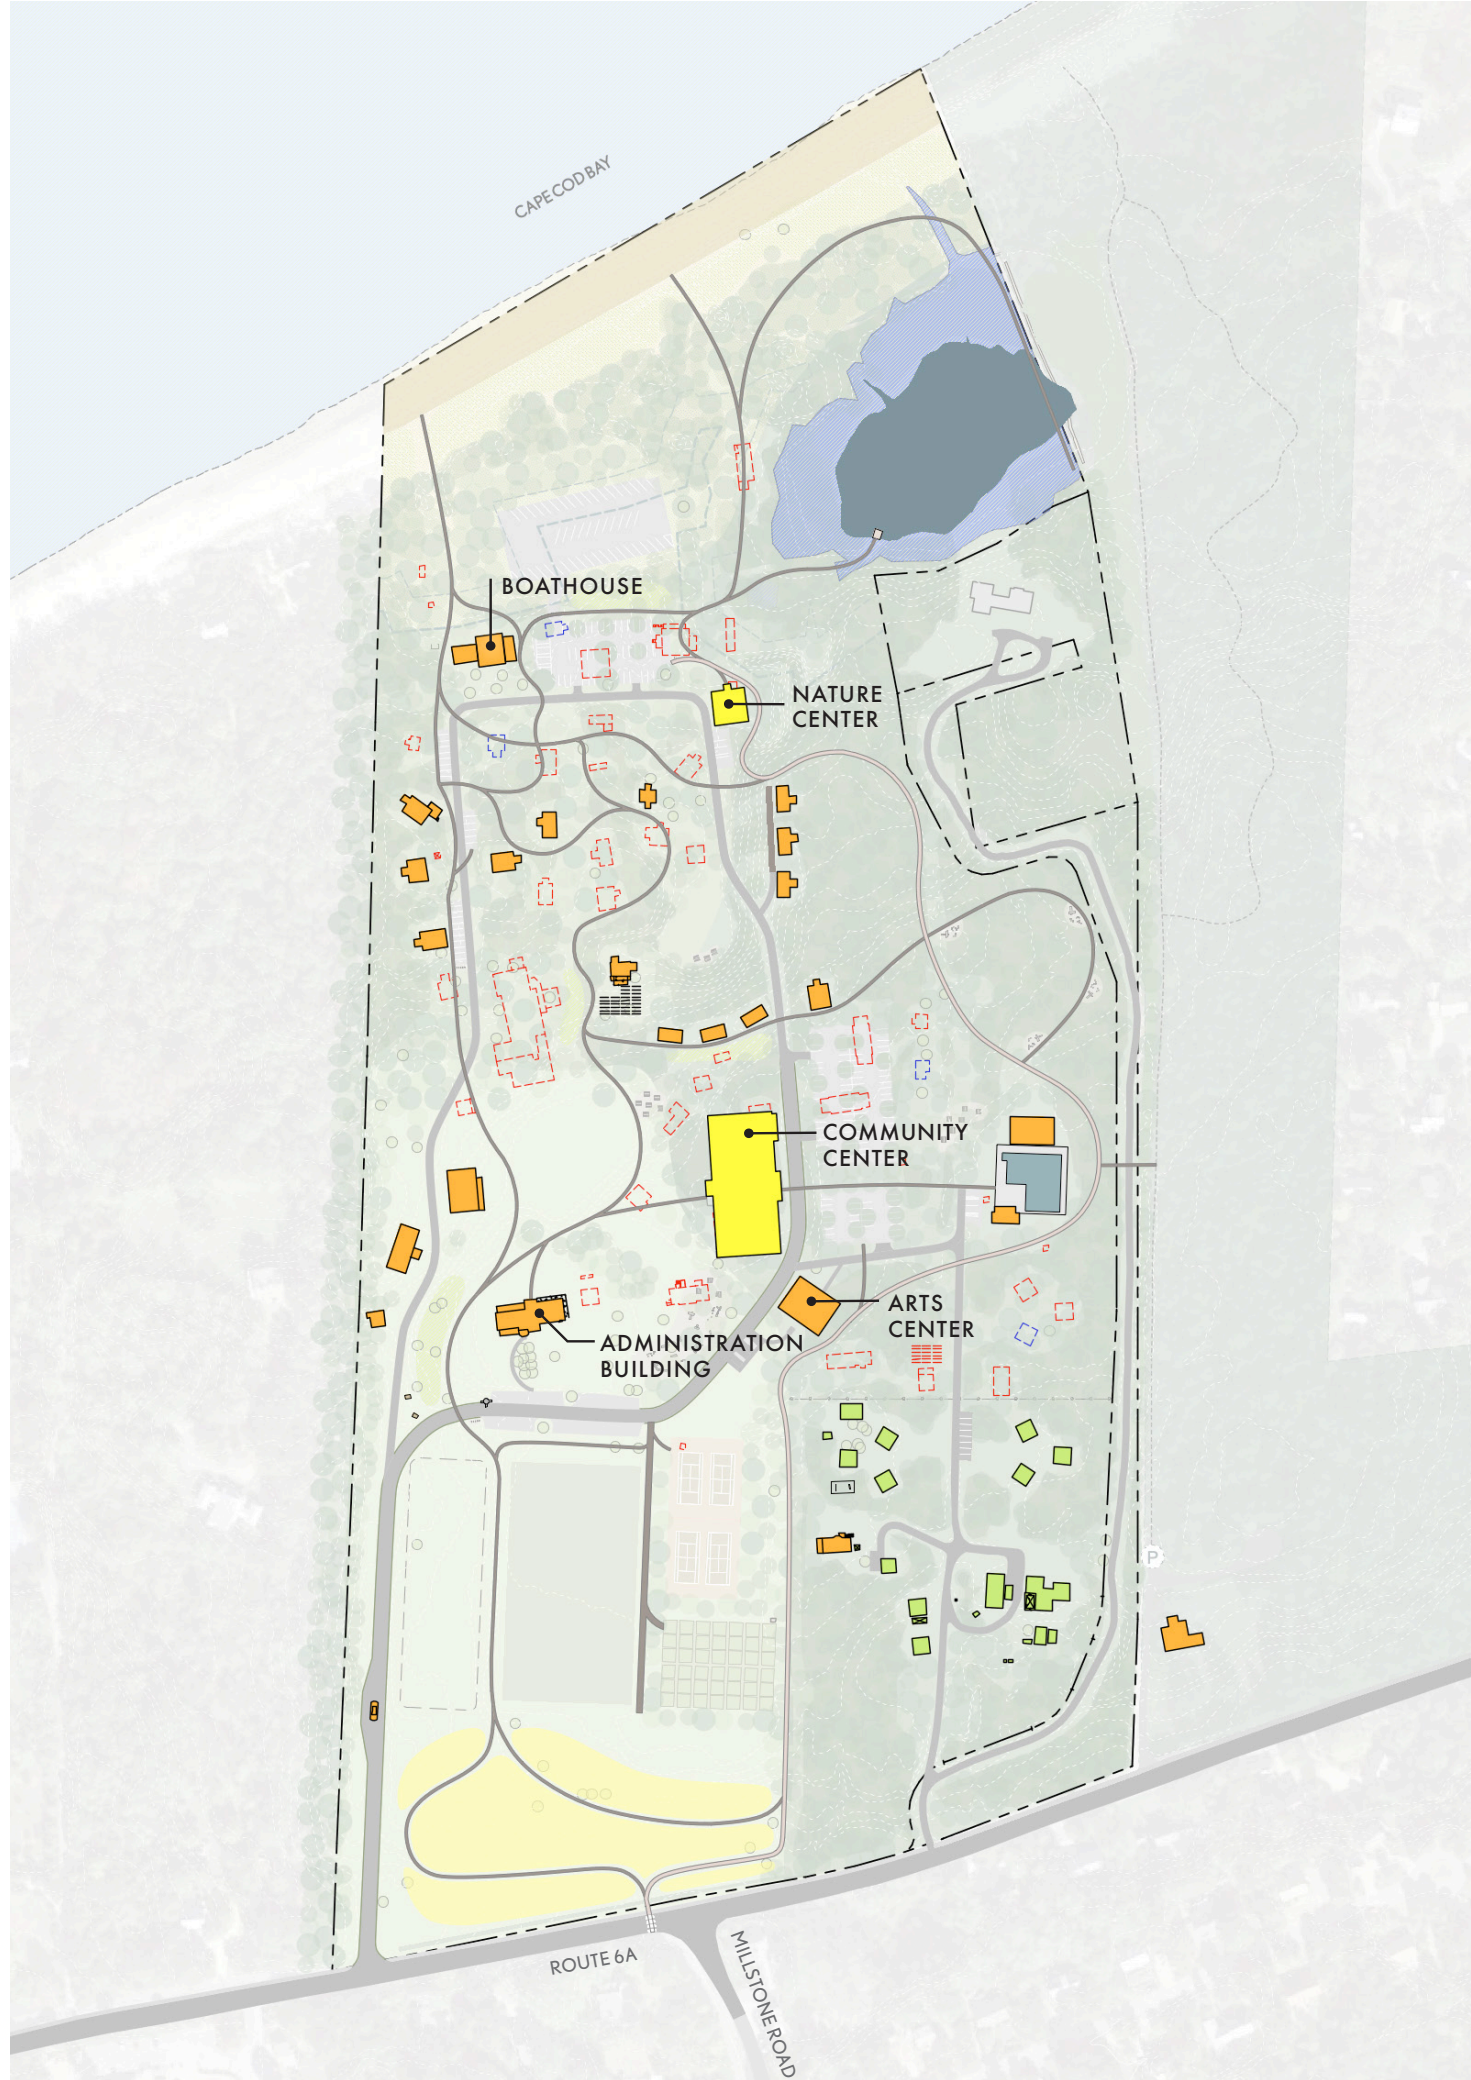 CAPE COD BAY
BOATHOUSE
NATURE
CENTER
COMMUNITY
CENTER
ARTS
CENTER
ADMINISTRATION
BUILDING
P
ROUTE 6A
MILLSTONE ROAD